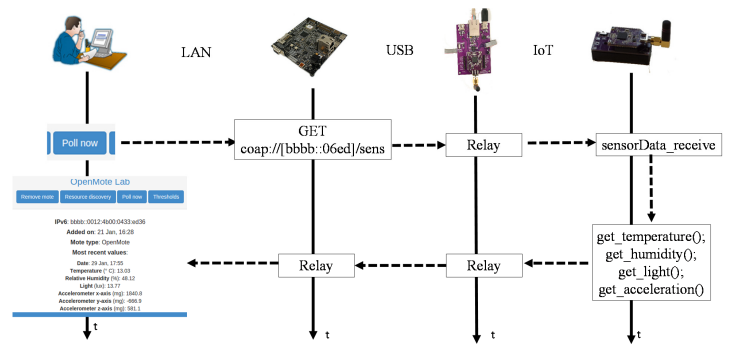 LAN
USB
IoT
Poll now
GET
coap://[bbbb::06ed]/sens
Relay
sensorData_receive
OpenMote Lab
Remove mote
Resource discovery
Poll now
Thresholds
IPv6: bbbb::0012:4b00:0433:ed36
Added on: 21 Jan, 16:28
Mote type: OpenMote
Most recent values:
Date: 29 Jan, 17:55
Temperature (° C): 13.03
Relative Humidity (%): 48.12
Light (lux): 13.77
Accelerometer x-axis (mg): 1640.8
Accelerometer y-axis (mg): -666.9
Accelerometer z-axis (mg): 581.1
Relay
Relay
get_temperature();
get_humidity();
get_light();
get_acceleration()
t
t
t
t